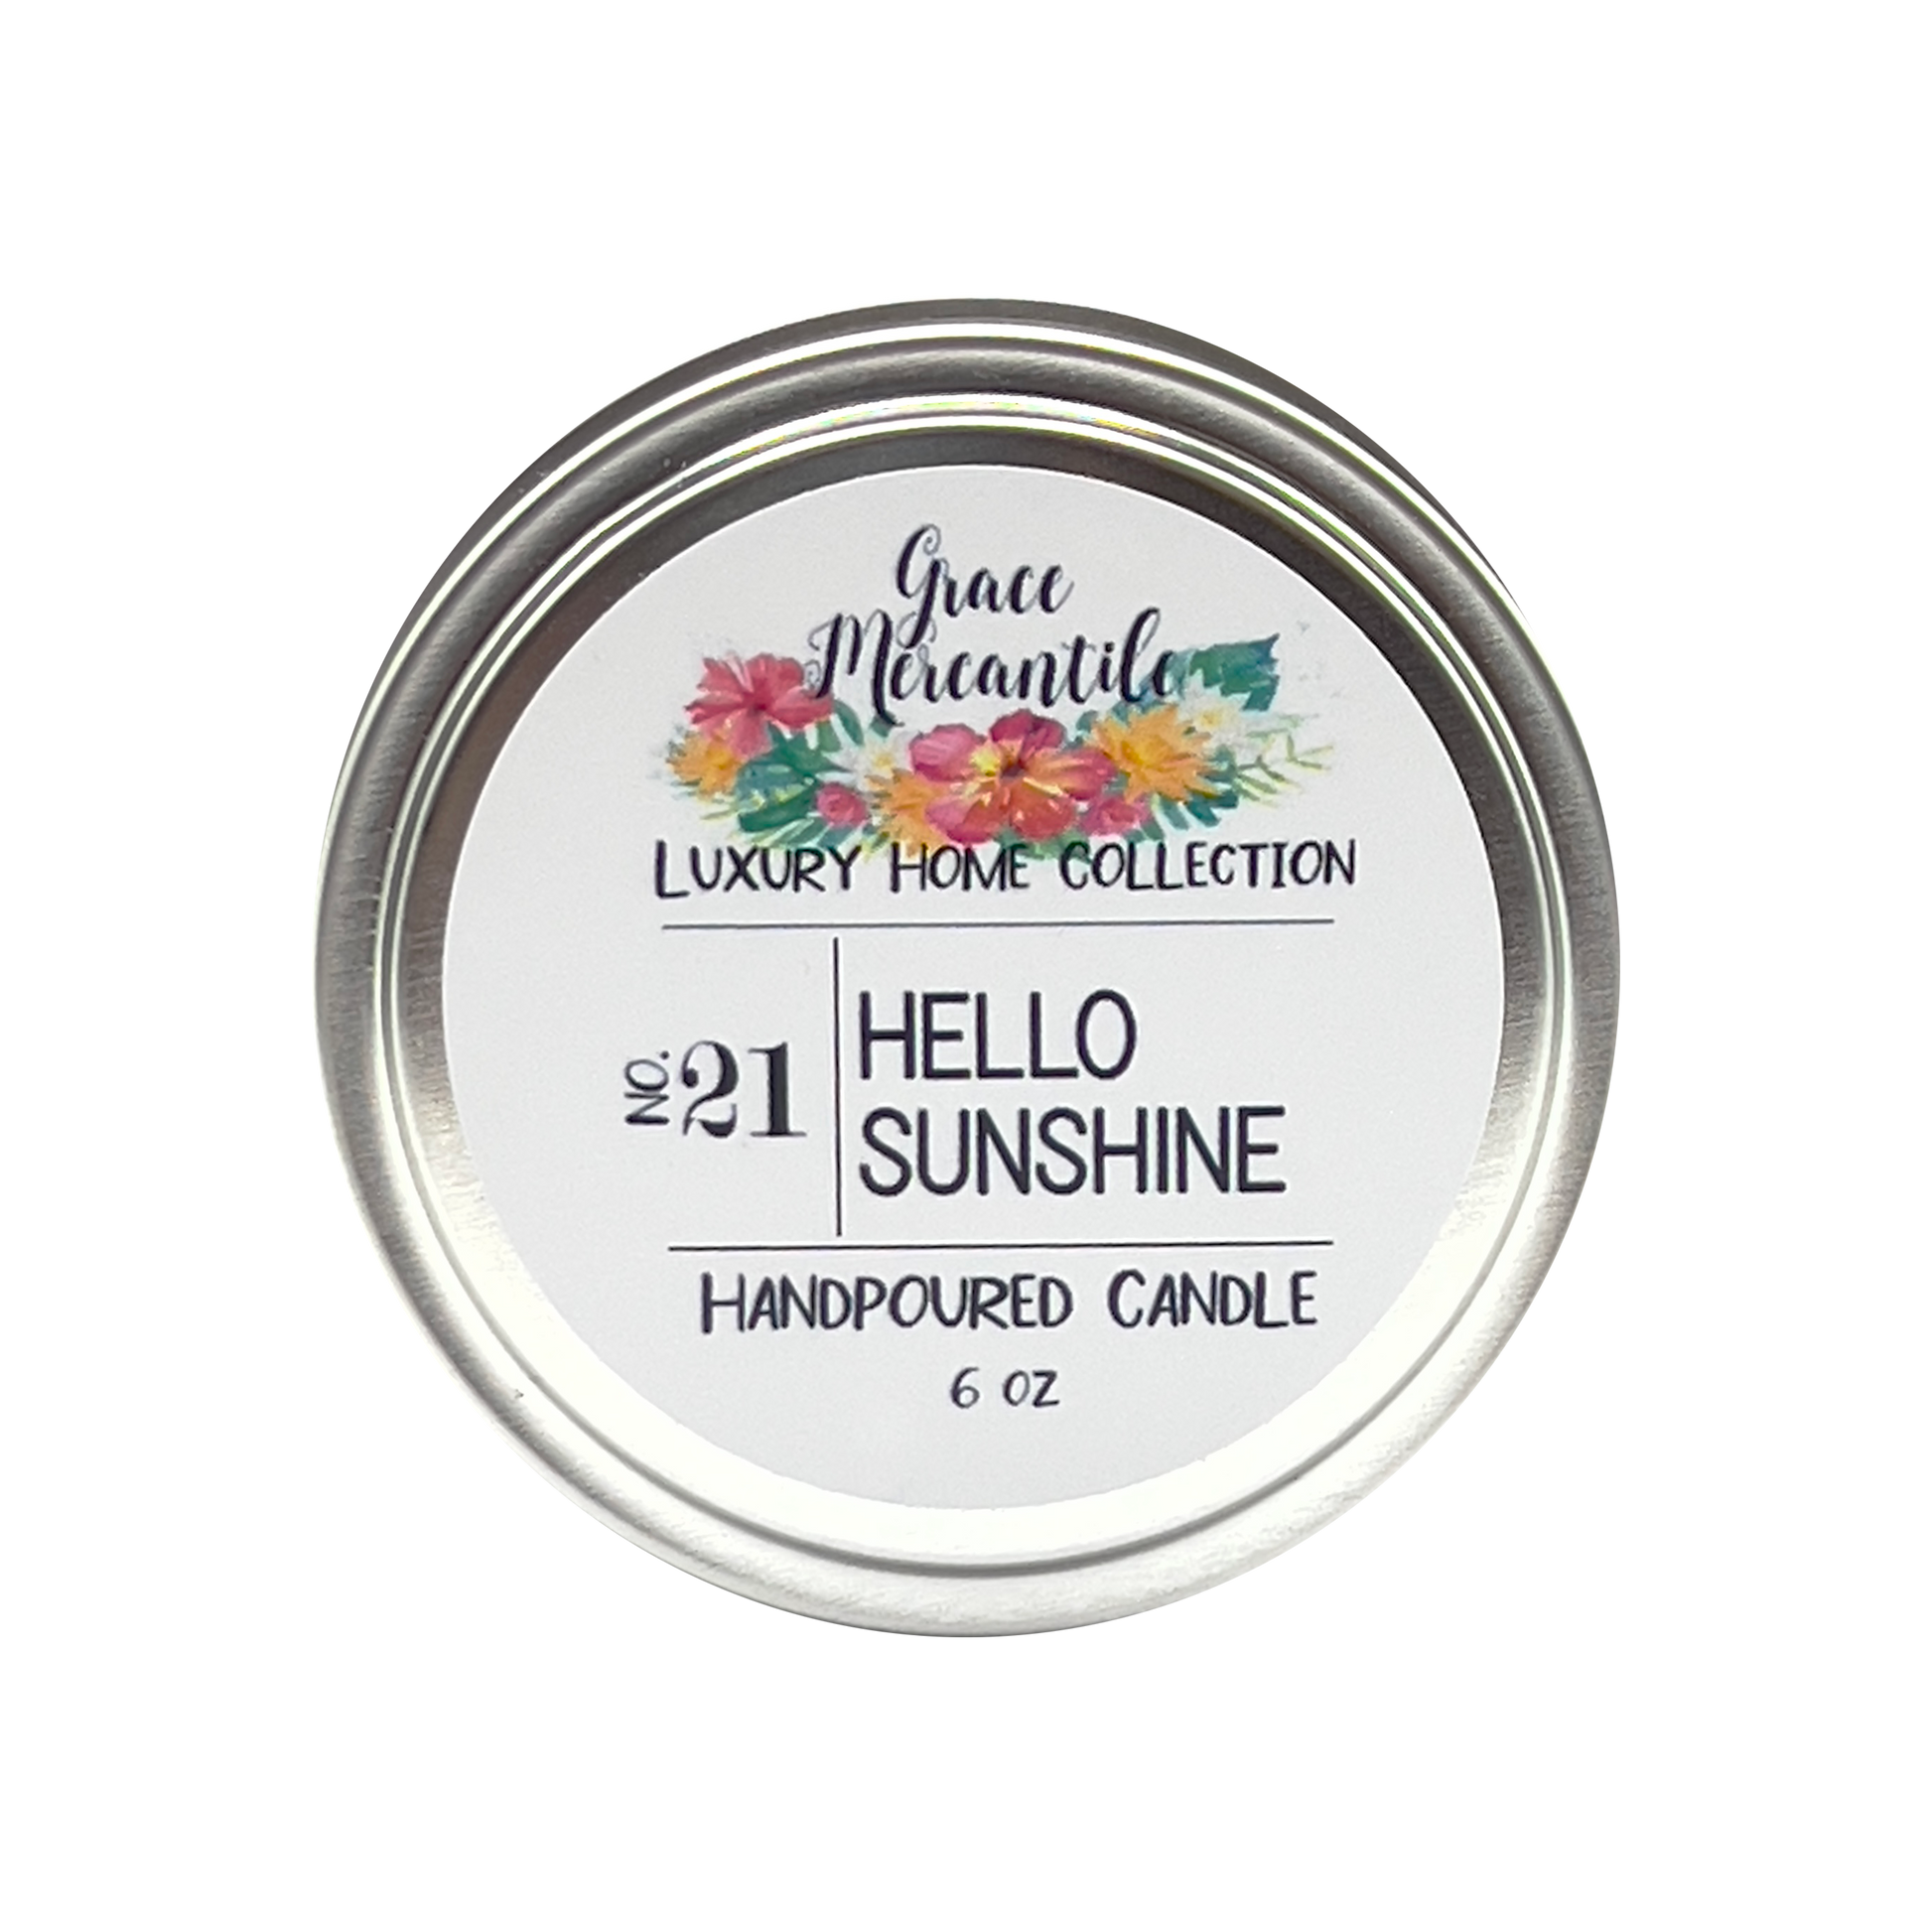 Grace
Mercantile
LUXURY HOME COLLECTION
NO. 21
HELLO
SUNSHINE
HANDPOURED CANDLE
6 OZ